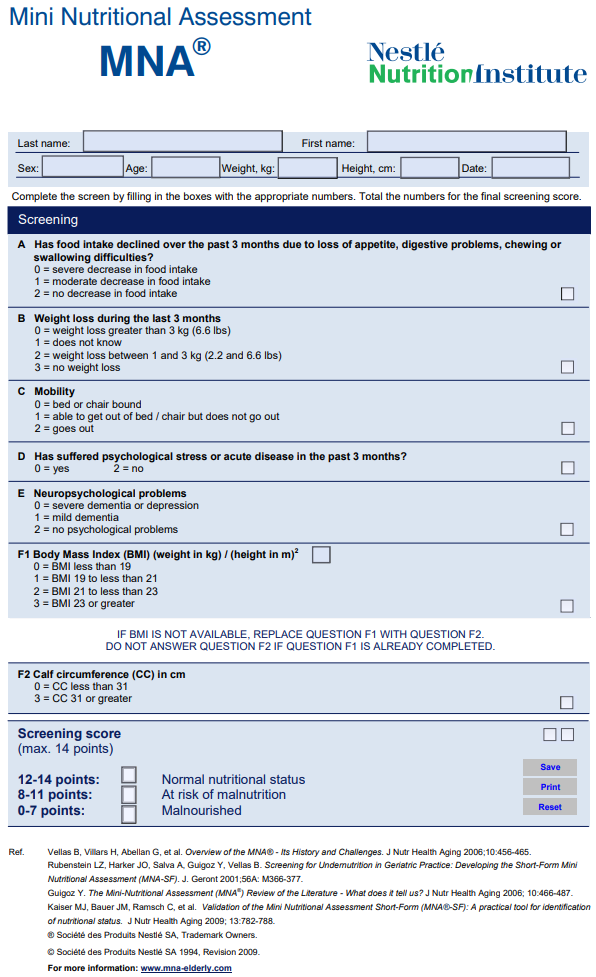 Mini Nutritional Assessment
MNA®
Nestlé
NutritionInstitute
Last name:
First name:
Sex:
Age:
Weight, kg:
Height, cm:
Date:
Complete the screen by filling in the boxes with the appropriate numbers. Total the numbers for the final screening score.
Screening
A Has food intake declined over the past 3 months due to loss of appetite, digestive problems, chewing or
swallowing difficulties?
0 = severe decrease in food intake
1 = moderate decrease in food intake
2 = no decrease in food intake
B Weight loss during the last 3 months
0 = weight loss greater than 3 kg (6.6 lbs)
1 = does not know
2 = weight loss between 1 and 3 kg (2.2 and 6.6 lbs)
3 = no weight loss
C Mobility
0 = bed or chair bound
1 = able to get out of bed / chair but does not go out
2 = goes out
D Has suffered psychological stress or acute disease in the past 3 months?
0 = yes 2 = no
E Neuropsychological problems
0 = severe dementia or depression
1 = mild dementia
2 = no psychological problems
F1 Body Mass Index (BMI) (weight in kg) / (height in m)²
0 = BMI less than 19
1 = BMI 19 to less than 21
2 = BMI 21 to less than 23
3 = BMI 23 or greater
IF BMI IS NOT AVAILABLE, REPLACE QUESTION F1 WITH QUESTION F2.
DO NOT ANSWER QUESTION F2 IF QUESTION F1 IS ALREADY COMPLETED.
F2 Calf circumference (CC) in cm
0 = CC less than 31
3 = CC 31 or greater
Screening score
(max. 14 points)
12-14 points: Normal nutritional status
8-11 points: At risk of malnutrition
0-7 points: Malnourished
Save
Print
Reset
Ref. Vellas B, Villars H, Abellan G, et al. Overview of the MNA® - Its History and Challenges. J Nutr Health Aging 2006;10:456-465.
Rubenstein LZ, Harker JO, Salva A, Guigoz Y, Vellas B. Screening for Undernutrition in Geriatric Practice: Developing the Short-Form Mini
Nutritional Assessment (MNA-SF). J. Geront 2001;56A: M366-377.
Guigoz Y. The Mini-Nutritional Assessment (MNA®) Review of the Literature - What does it tell us? J Nutr Health Aging 2006; 10:466-487.
Kaiser MJ, Bauer JM, Ramsch C, et al. Validation of the Mini Nutritional Assessment Short-Form (MNA®-SF): A practical tool for identification
of nutritional status. J Nutr Health Aging 2009; 13:782-788.
® Société des Produits Nestlé SA, Trademark Owners.
© Société des Produits Nestlé SA 1994, Revision 2009.
For more information: www.mna-elderly.com